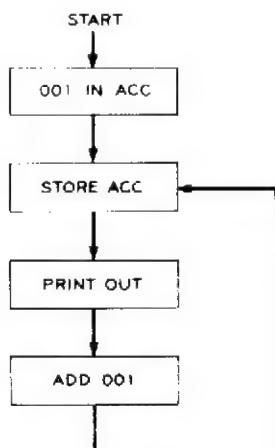 START
001 IN ACC
STORE ACC
PRINT OUT
ADD 001